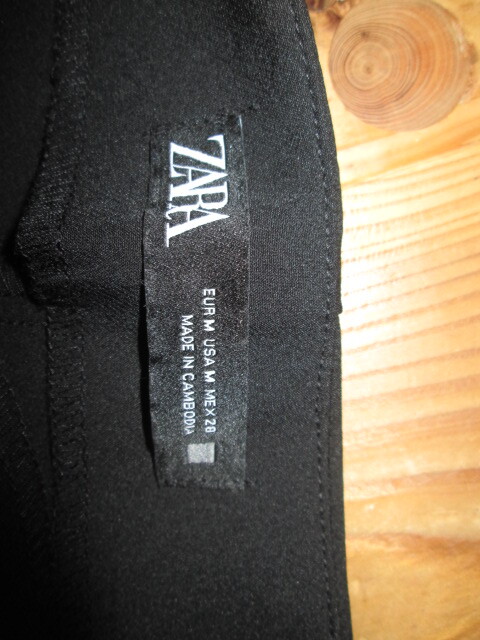 ZARA
EUR M USA M MEX 28
MADE IN CAMBODIA